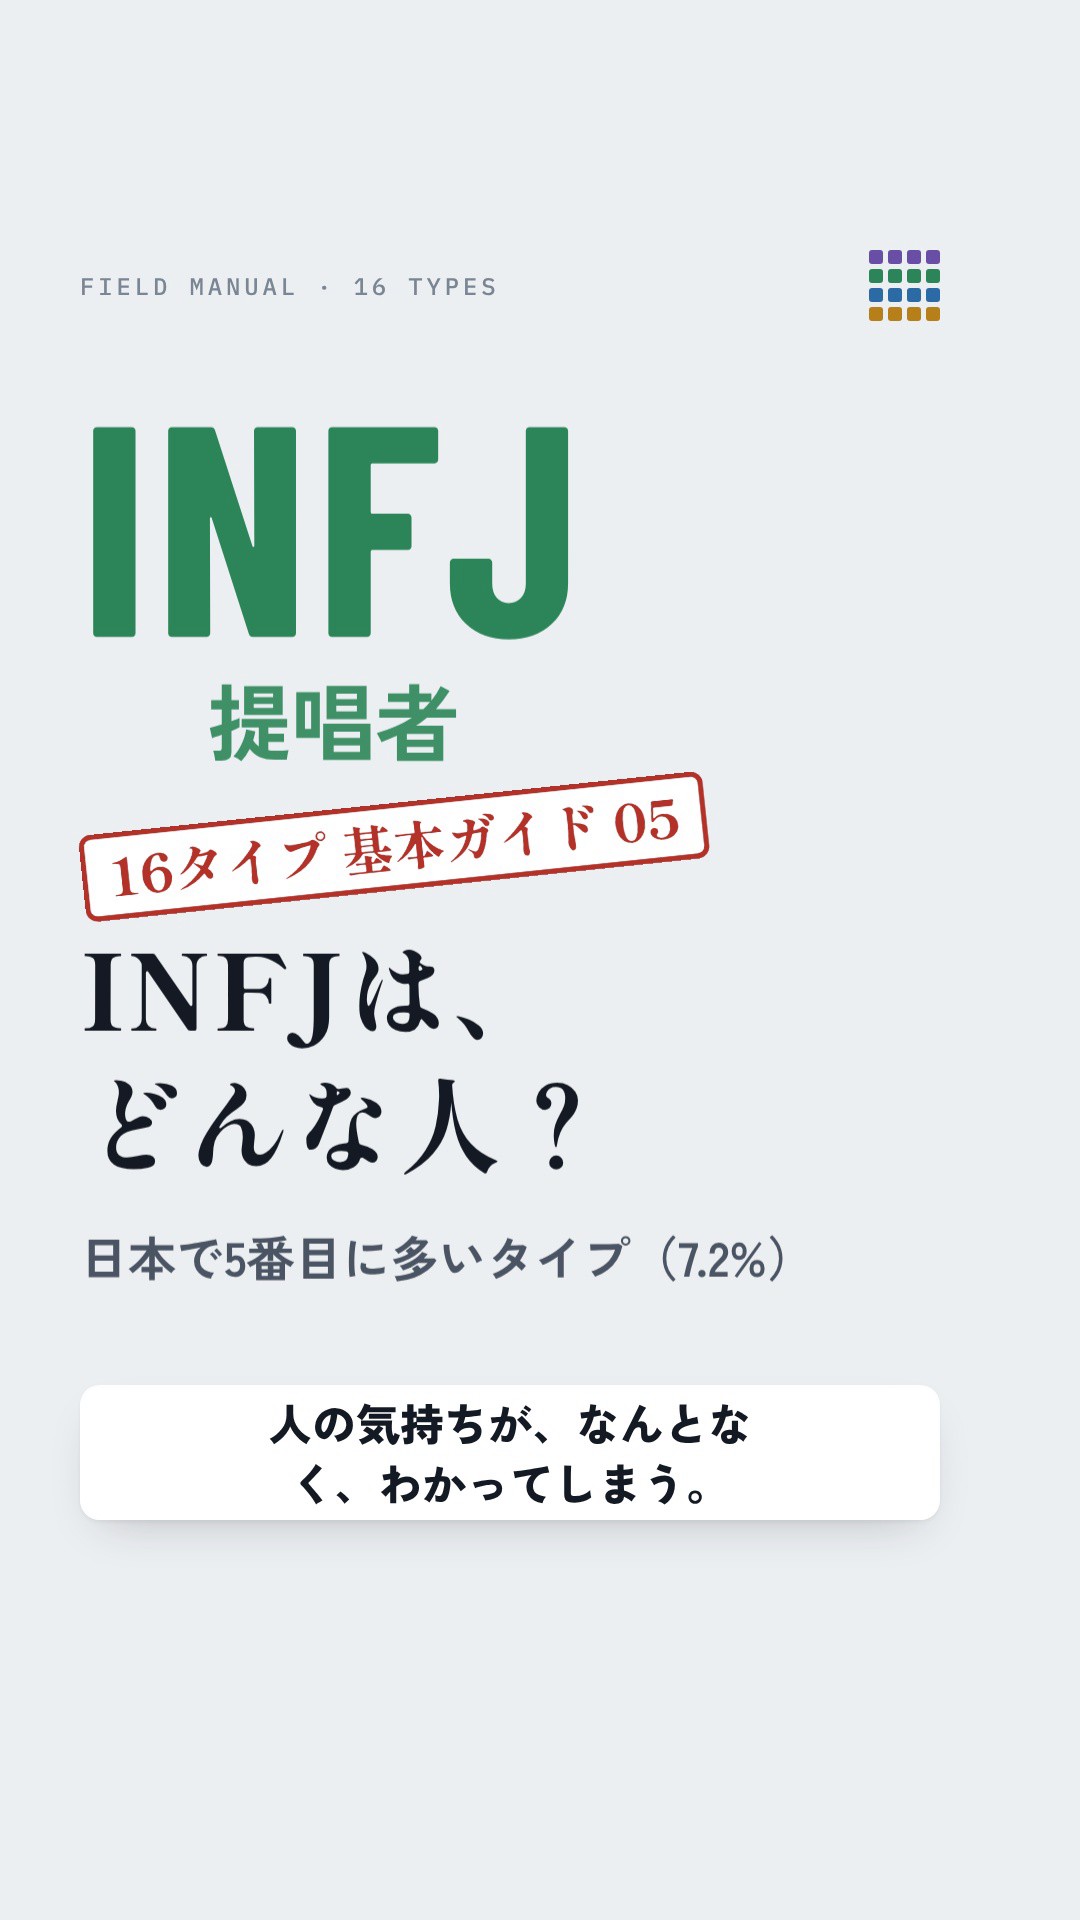 FIELD MANUAL · 16 TYPES
INFJ
提唱者
16タイプ 基本ガイド 05
INFJは、
どんな人？
日本で5番目に多いタイプ（7.2%）
人の気持ちが、なんとな
く、わかってしまう。